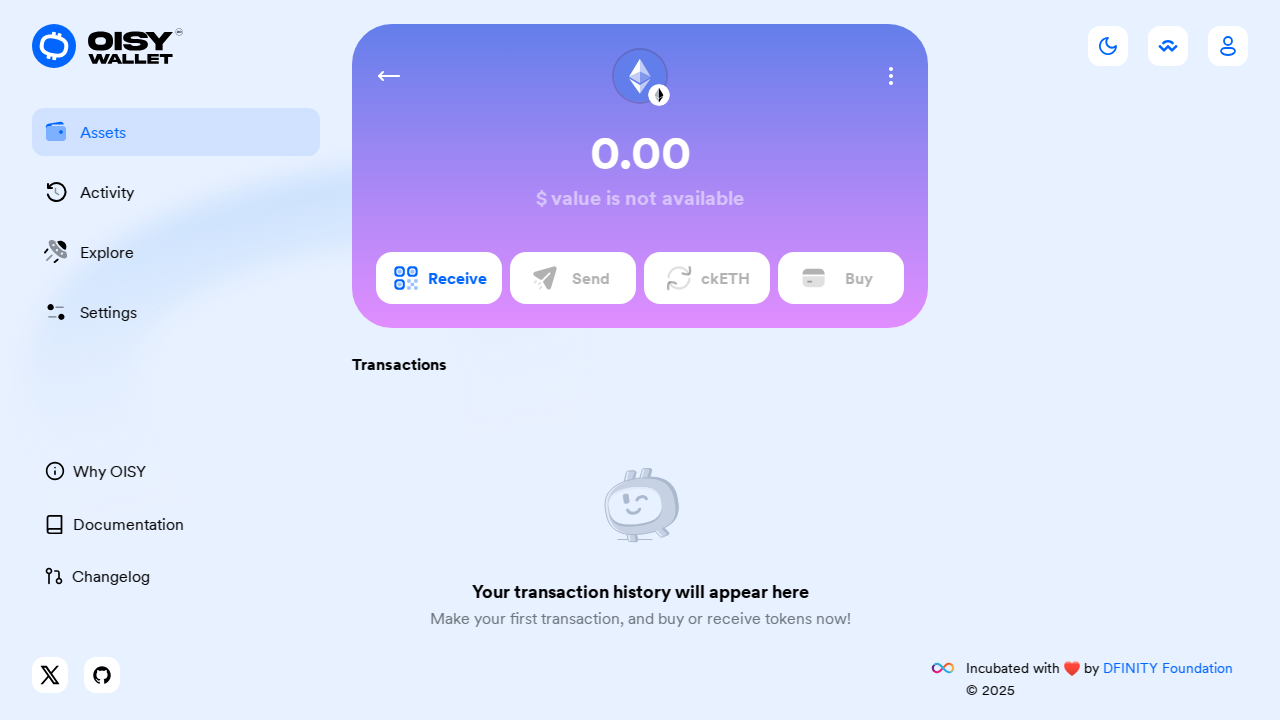 OISY
WALLET
Assets
Activity
Explore
Settings
Why OISY
Documentation
Changelog
0.00
$ value is not available
Receive
Send
ckETH
Buy
Transactions
Your transaction history will appear here
Make your first transaction, and buy or receive tokens now!
Incubated with ❤️ by DFINITY Foundation
© 2025